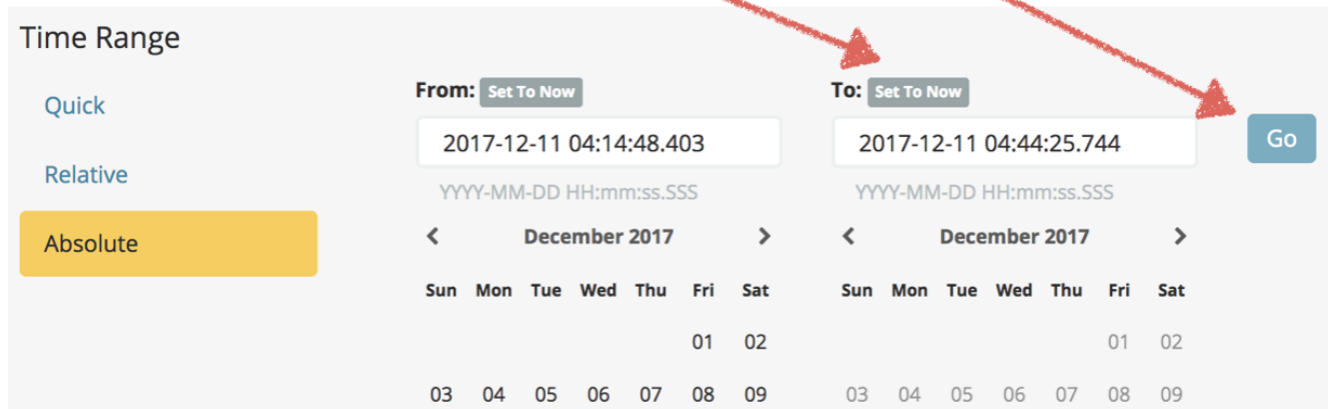 Time Range
Quick
Relative
Absolute
From: Set To Now
2017-12-11 04:14:48.403
YYYY-MM-DD HH:mm:ss.SSS
December 2017
Sun Mon Tue Wed Thu Fri Sat
01 02
03 04 05 06 07 08 09
To: Set To Now
2017-12-11 04:44:25.744
YYYY-MM-DD HH:mm:ss.SSS
December 2017
Sun Mon Tue Wed Thu Fri Sat
01 02
03 04 05 06 07 08 09
Go